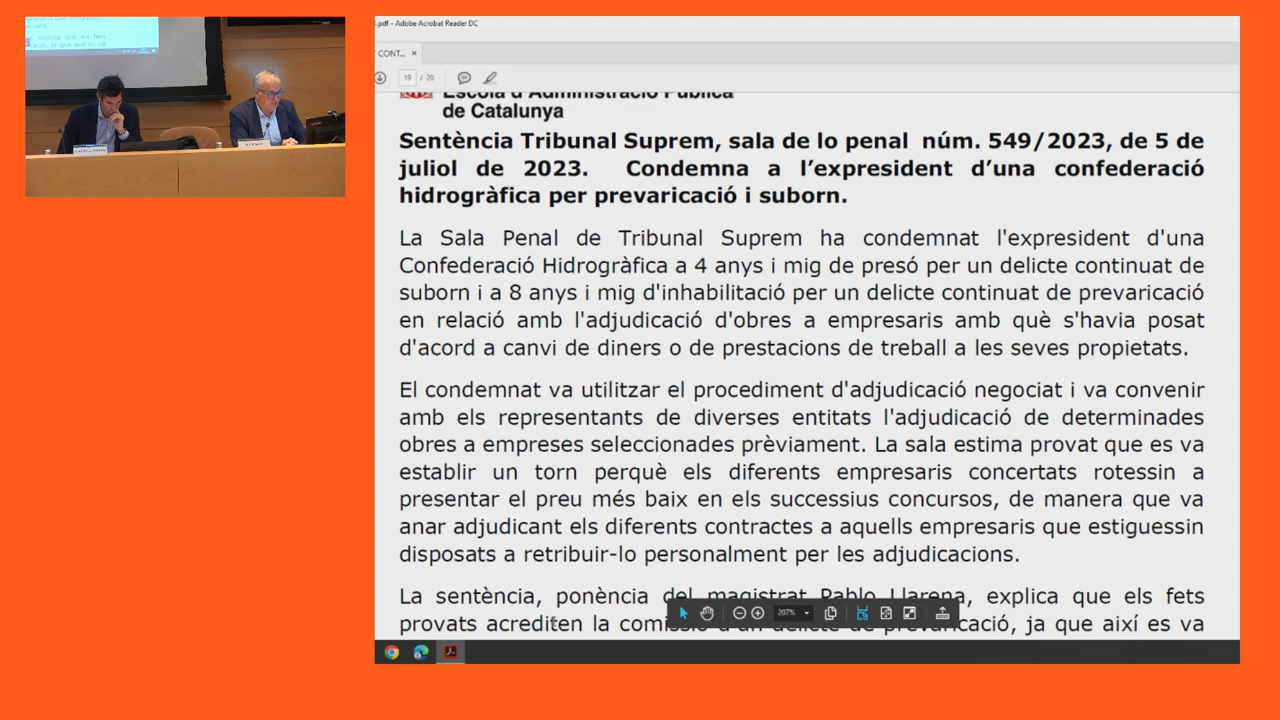 .pdf - Adobe Acrobat Reader DC
CONT...
19 / 20
Escola d'Administració Pública
de Catalunya
Sentència Tribunal Suprem, sala de lo penal núm. 549/2023, de 5 de
juliol de 2023. Condemna a l’expresident d’una confederació
hidrogràfica per prevaricació i suborn.
La Sala Penal de Tribunal Suprem ha condemnat l'expresident d'una
Confederació Hidrogràfica a 4 anys i mig de presó per un delicte continuat de
suborn i a 8 anys i mig d'inhabilitació per un delicte continuat de prevaricació
en relació amb l'adjudicació d'obres a empresaris amb què s'havia posat
d'acord a canvi de diners o de prestacions de treball a les seves propietats.
El condemnat va utilitzar el procediment d'adjudicació negociat i va convenir
amb els representants de diverses entitats l'adjudicació de determinades
obres a empreses seleccionades prèviament. La sala estima provat que es va
establir un torn perquè els diferents empresaris concertats rotessin a
presentar el preu més baix en els successius concursos, de manera que va
anar adjudicant els diferents contractes a aquells empresaris que estiguessin
disposats a retribuir-lo personalment per les adjudicacions.
La sentència, ponència del magistrat Pablo Llarena, explica que els fets
provats acrediten la comissió d'un delicte de prevaricació, ja que així es va
207%